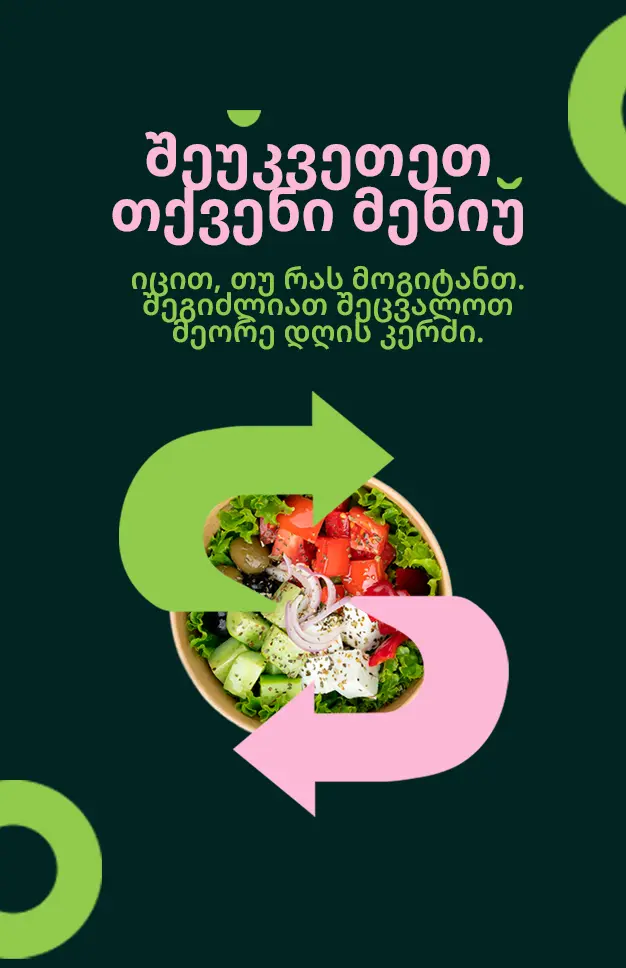 შეუკვეთეთ
თქვენი მენიუ
იცით, თუ რას მოგიტანთ.
შეგიძლიათ შეცვალოთ
მეორე დღის კერძი.